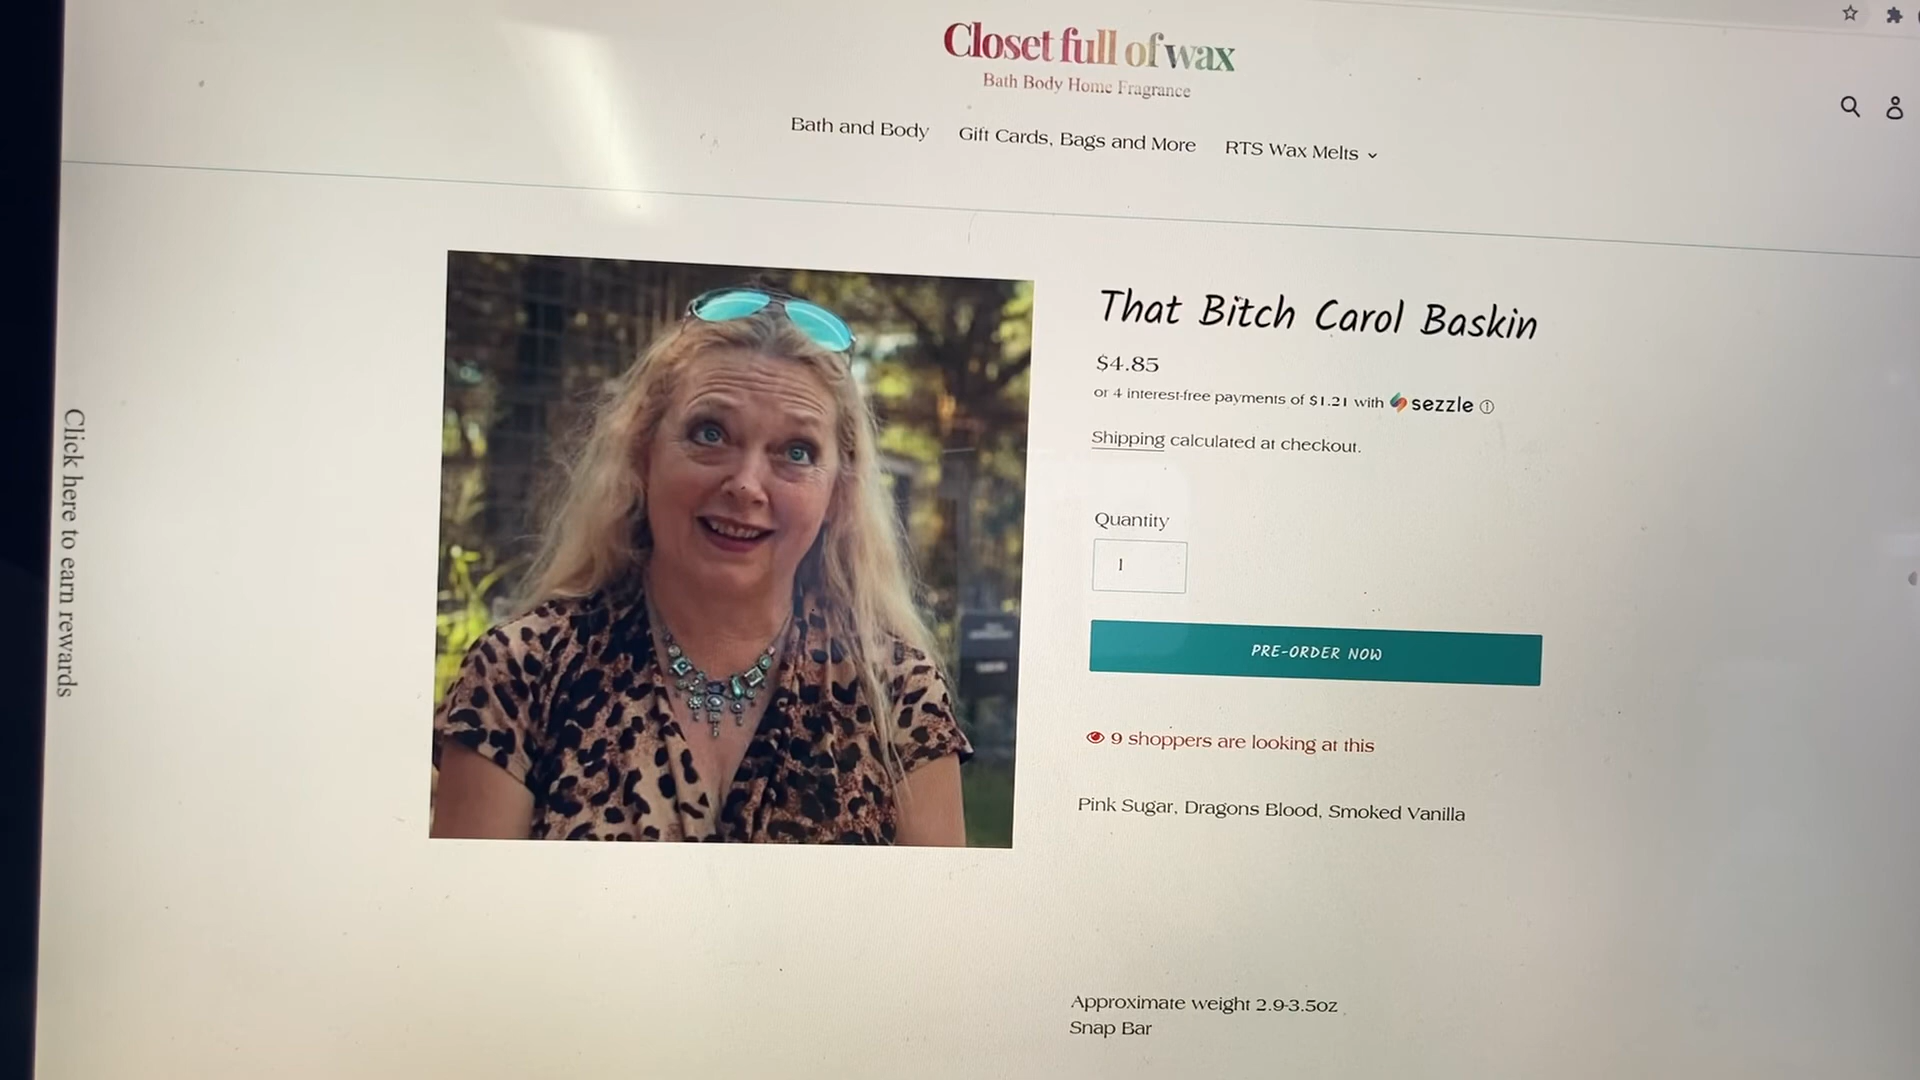 Closet full of wax
Bath Body Home Fragrance
Bath and Body
Gift Cards, Bags and More
RTS Wax Melts
Click here to earn rewards
That Bitch Carol Baskin
$4.85
or 4 interest-free payments of $1.21 with sezzle
Shipping calculated at checkout.
Quantity
1
PRE-ORDER NOW
9 shoppers are looking at this
Pink Sugar, Dragons Blood, Smoked Vanilla
Approximate weight 2.9-3.5oz
Snap Bar